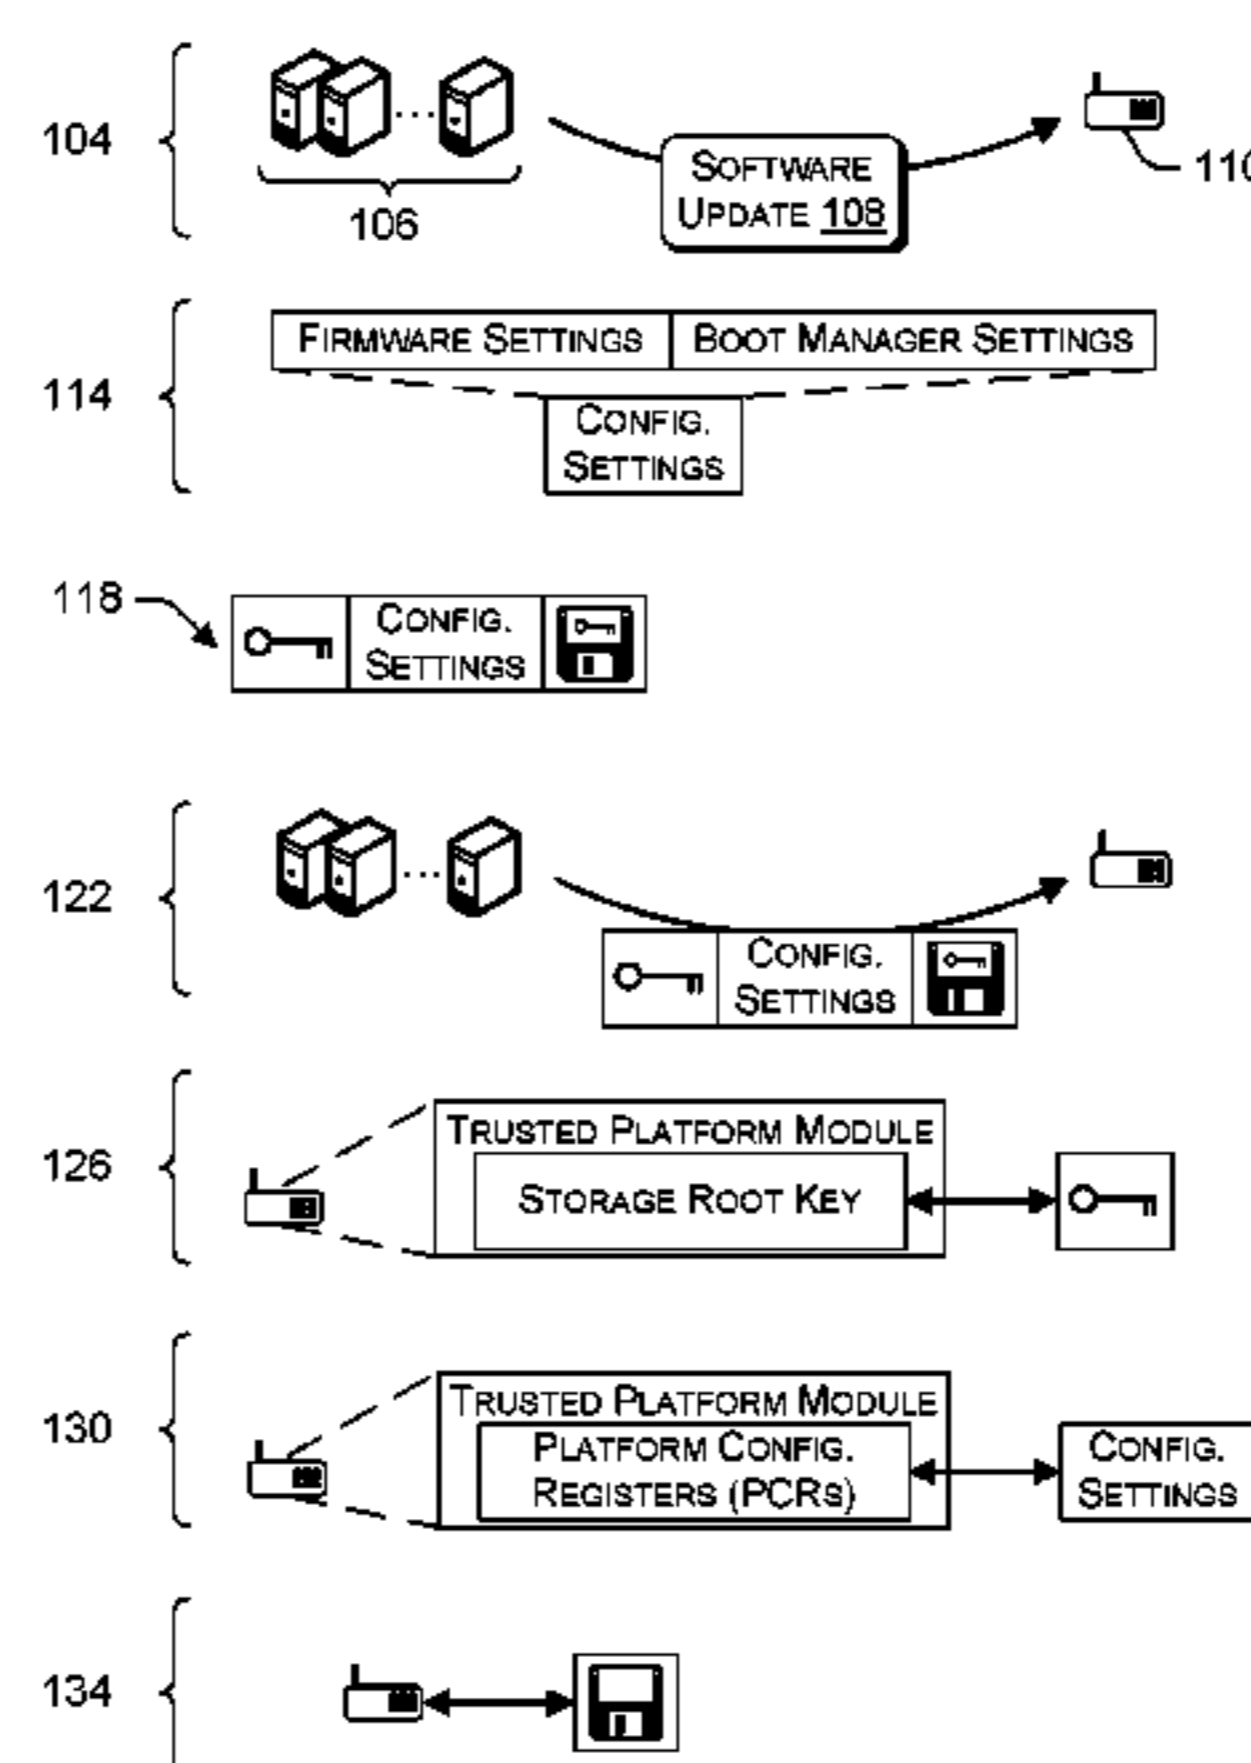 104
106
SOFTWARE
UPDATE 108
110
114
FIRMWARE SETTINGS
BOOT MANAGER SETTINGS
CONFIG.
SETTINGS
118
CONFIG.
SETTINGS
122
CONFIG.
SETTINGS
126
TRUSTED PLATFORM MODULE
STORAGE ROOT KEY
130
TRUSTED PLATFORM MODULE
PLATFORM CONFIG.
REGISTERS (PCRS)
CONFIG.
SETTINGS
134